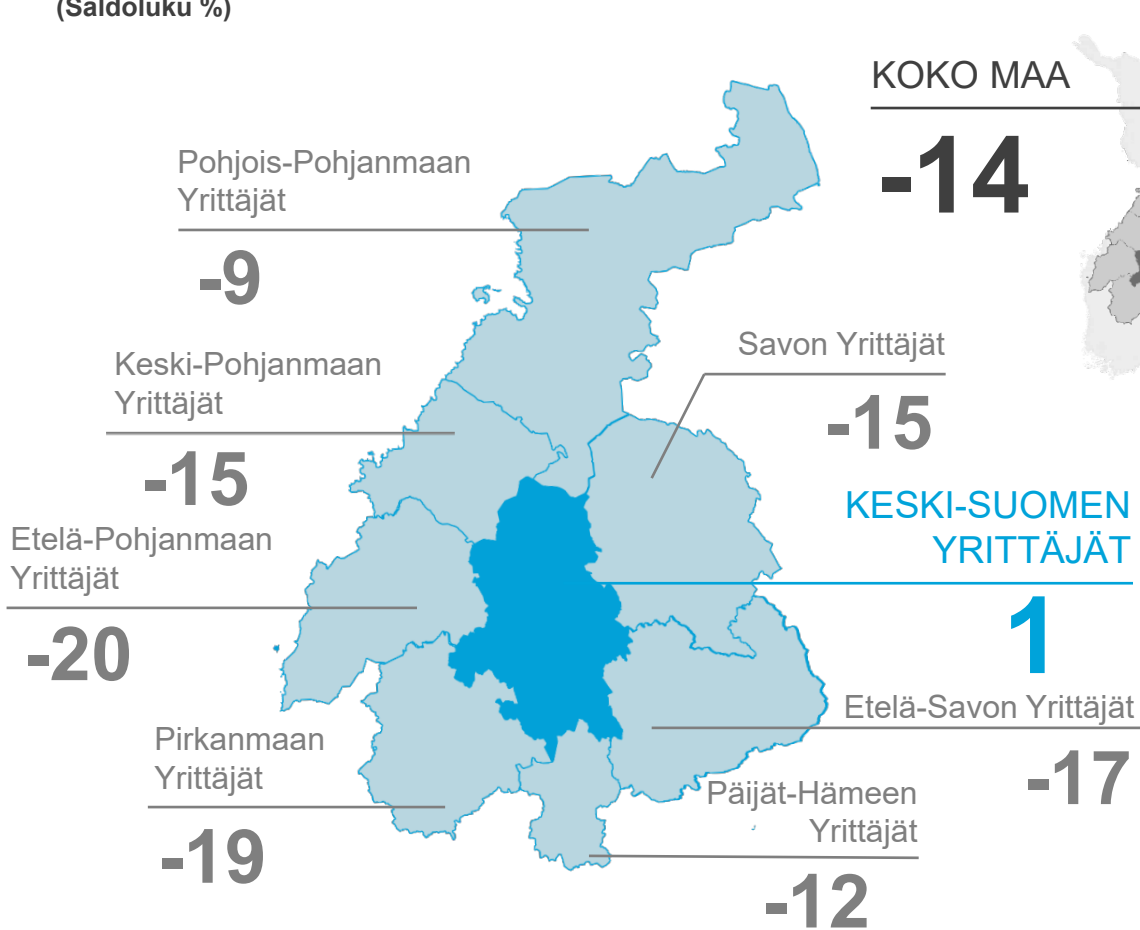 (Saldoluku %)
KOKO MAA
-14
Pohjois-Pohjanmaan
Yrittäjät
-9
Savon Yrittäjät
-15
Keski-Pohjanmaan
Yrittäjät
-15
KESKI-SUOMEN
YRITTÄJÄT
1
Etelä-Pohjanmaan
Yrittäjät
-20
Etelä-Savon Yrittäjät
-17
Pirkanmaan
Yrittäjät
-19
Päijät-Hämeen
Yrittäjät
-12